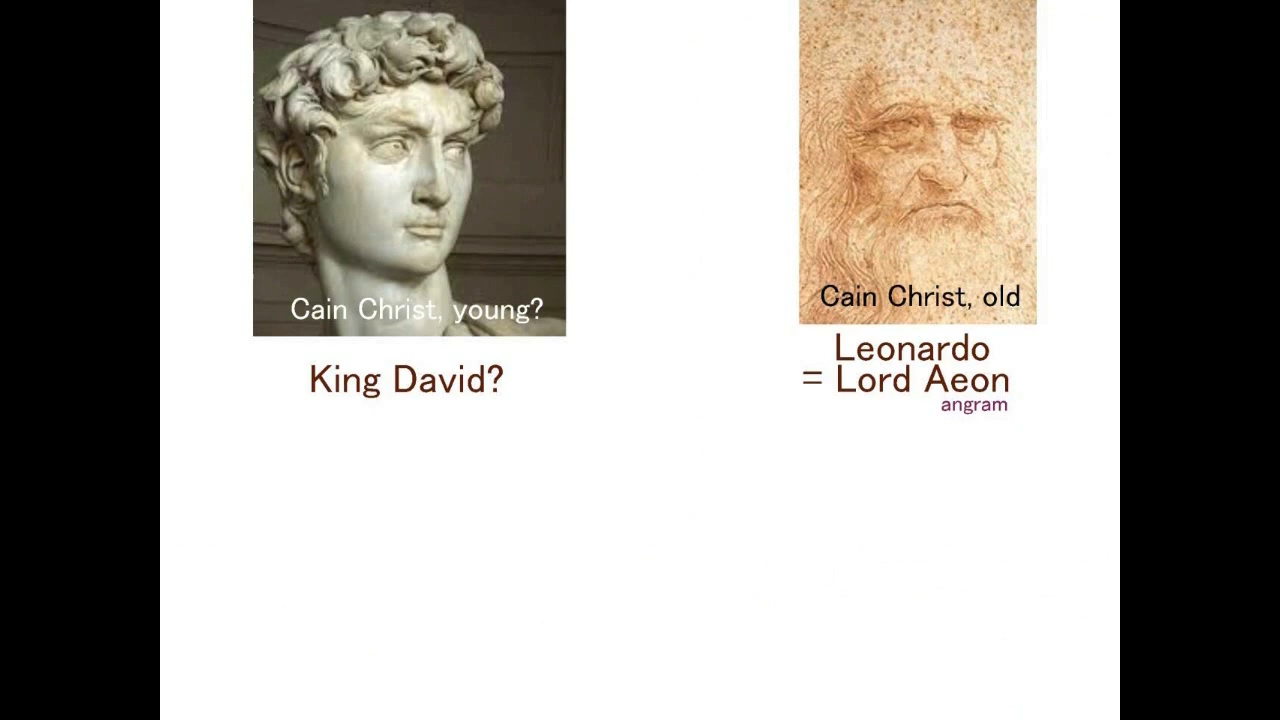 Cain Christ, young?
King David?
Cain Christ, old
Leonardo
= Lord Aeon
angram